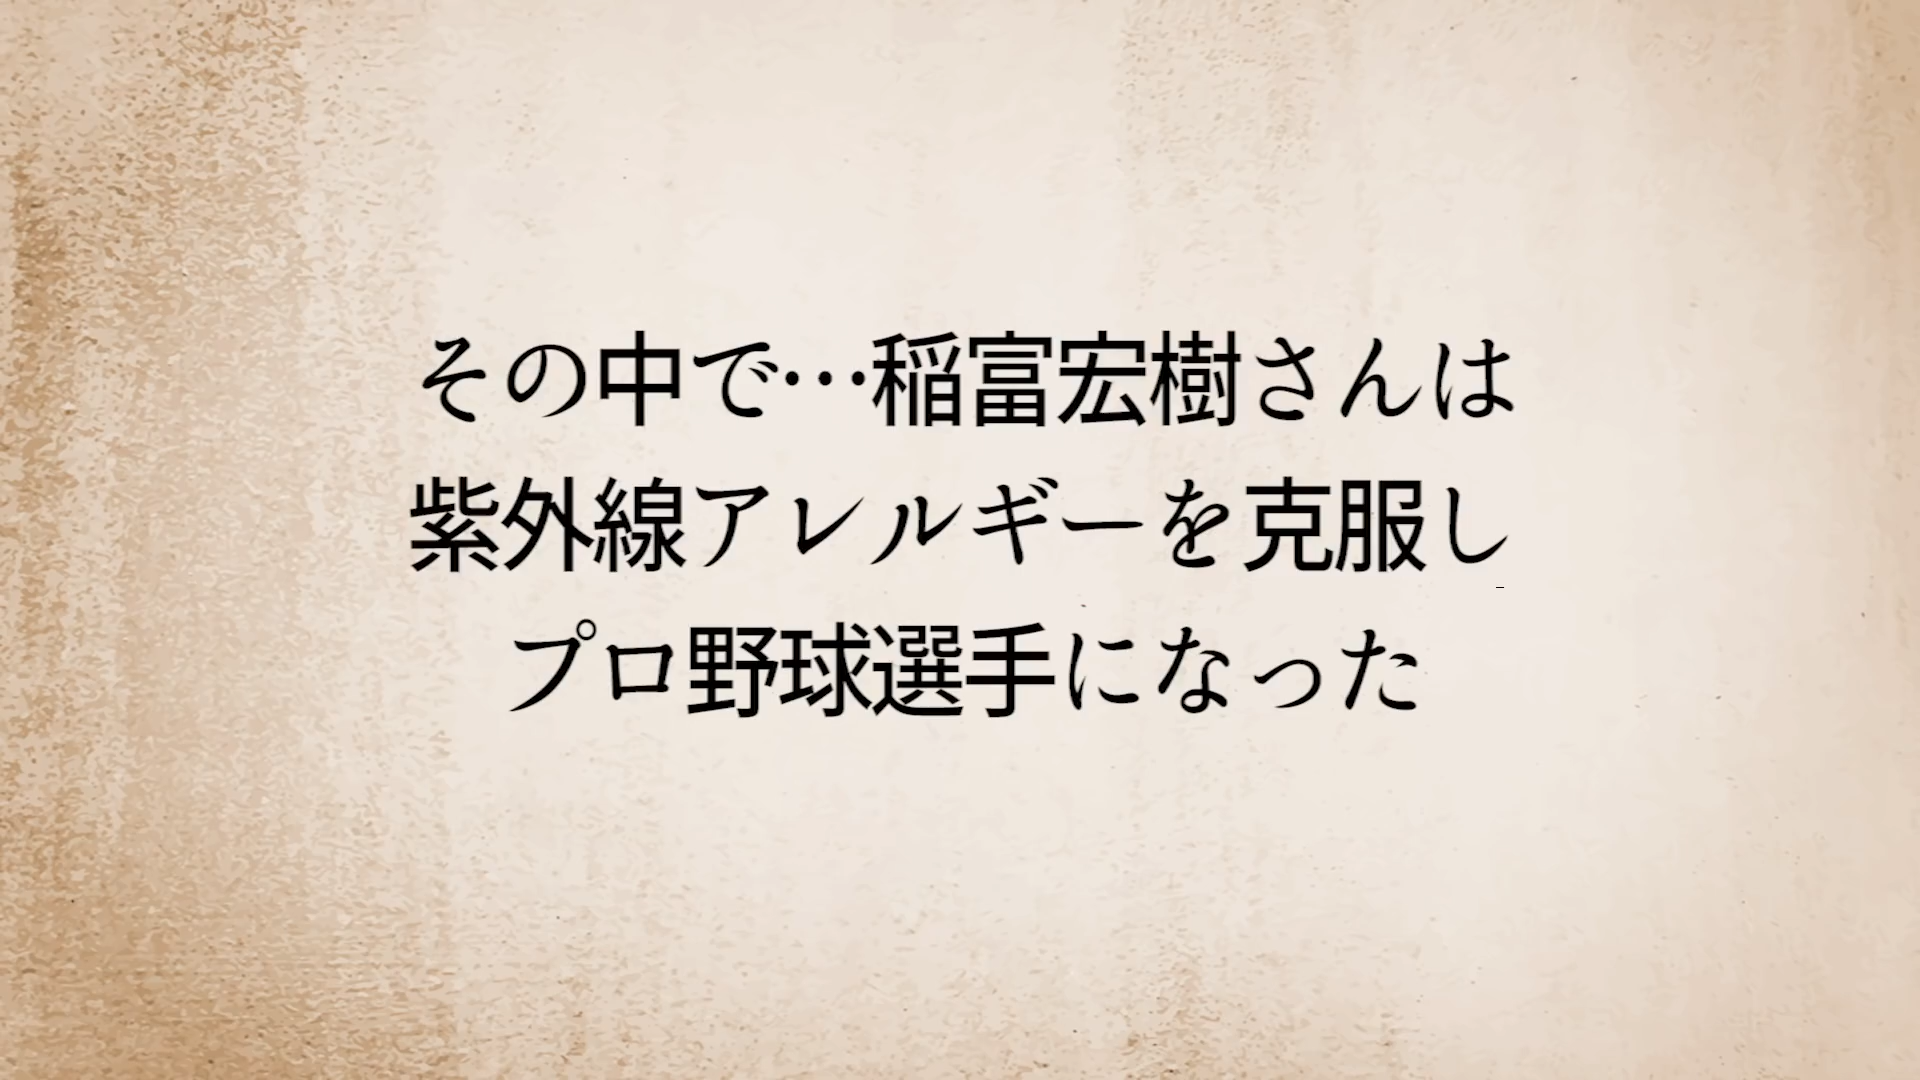 その中で…稲富宏樹さんは
紫外線アレルギーを克服し
プロ野球選手になった